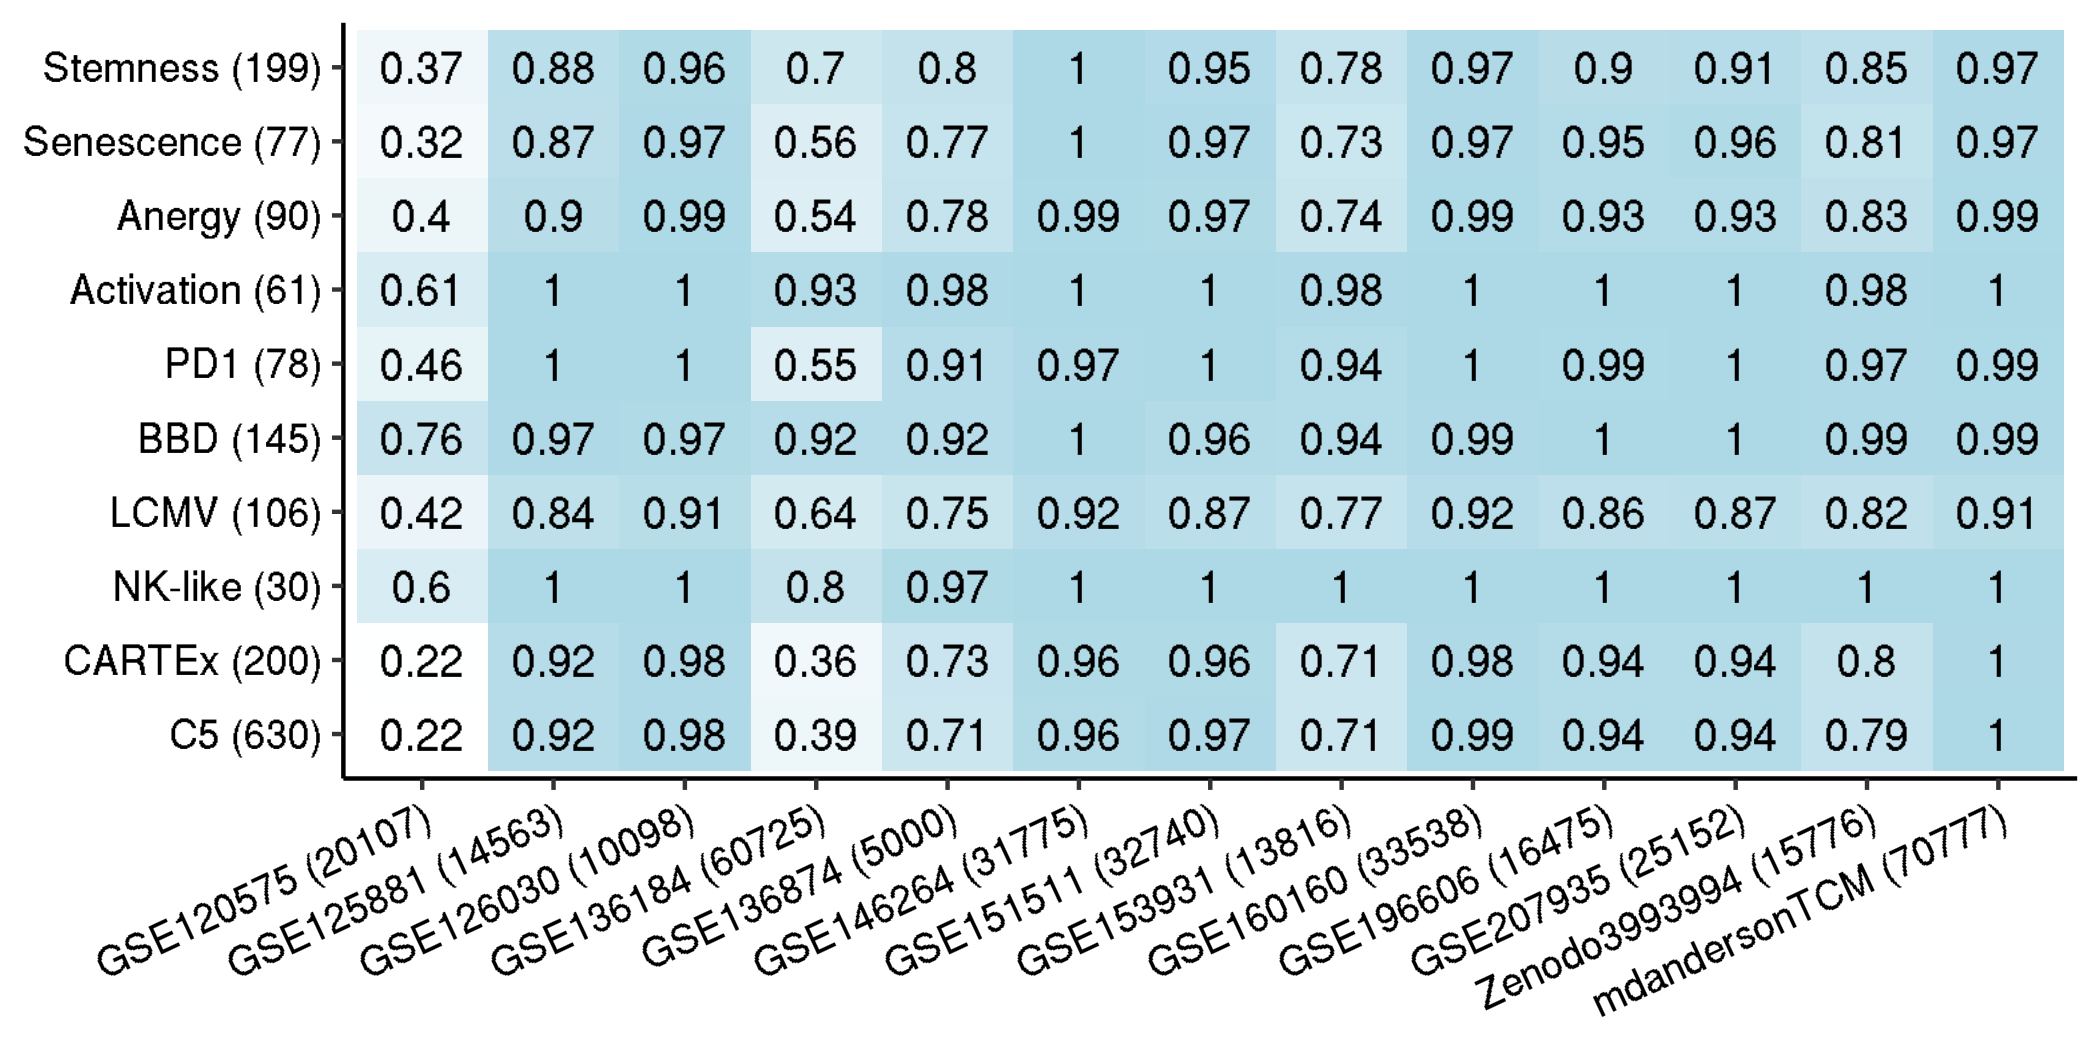 Stemness (199) 0.37 0.88 0.96 0.7 0.8 1 0.95 0.78 0.97 0.9 0.91 0.85 0.97
Senescence (77) 0.32 0.87 0.97 0.56 0.77 1 0.97 0.73 0.97 0.95 0.96 0.81 0.97
Anergy (90) 0.4 0.9 0.99 0.54 0.78 0.99 0.97 0.74 0.99 0.93 0.93 0.83 0.99
Activation (61) 0.61 1 1 0.93 0.98 1 1 0.98 1 1 1 0.98 1
PD1 (78) 0.46 1 1 0.55 0.91 0.97 1 0.94 1 0.99 1 0.97 0.99
BBD (145) 0.76 0.97 0.97 0.92 0.92 1 0.96 0.94 0.99 1 1 0.99 0.99
LCMV (106) 0.42 0.84 0.91 0.64 0.75 0.92 0.87 0.77 0.92 0.86 0.87 0.82 0.91
NK-like (30) 0.6 1 1 0.8 0.97 1 1 1 1 1 1 1 1
CARTEx (200) 0.22 0.92 0.98 0.36 0.73 0.96 0.96 0.71 0.98 0.94 0.94 0.8 1
C5 (630) 0.22 0.92 0.98 0.39 0.71 0.96 0.97 0.71 0.99 0.94 0.94 0.79 1
GSE120575 (20107)
GSE125881 (14563)
GSE126030 (10098)
GSE136184 (60725)
GSE136874 (5000)
GSE146264 (31775)
GSE151511 (32740)
GSE153931 (13816)
GSE160160 (33538)
GSE196606 (16475)
GSE207935 (25152)
Zenodo3993994 (15776)
mdandersonTCM (70777)